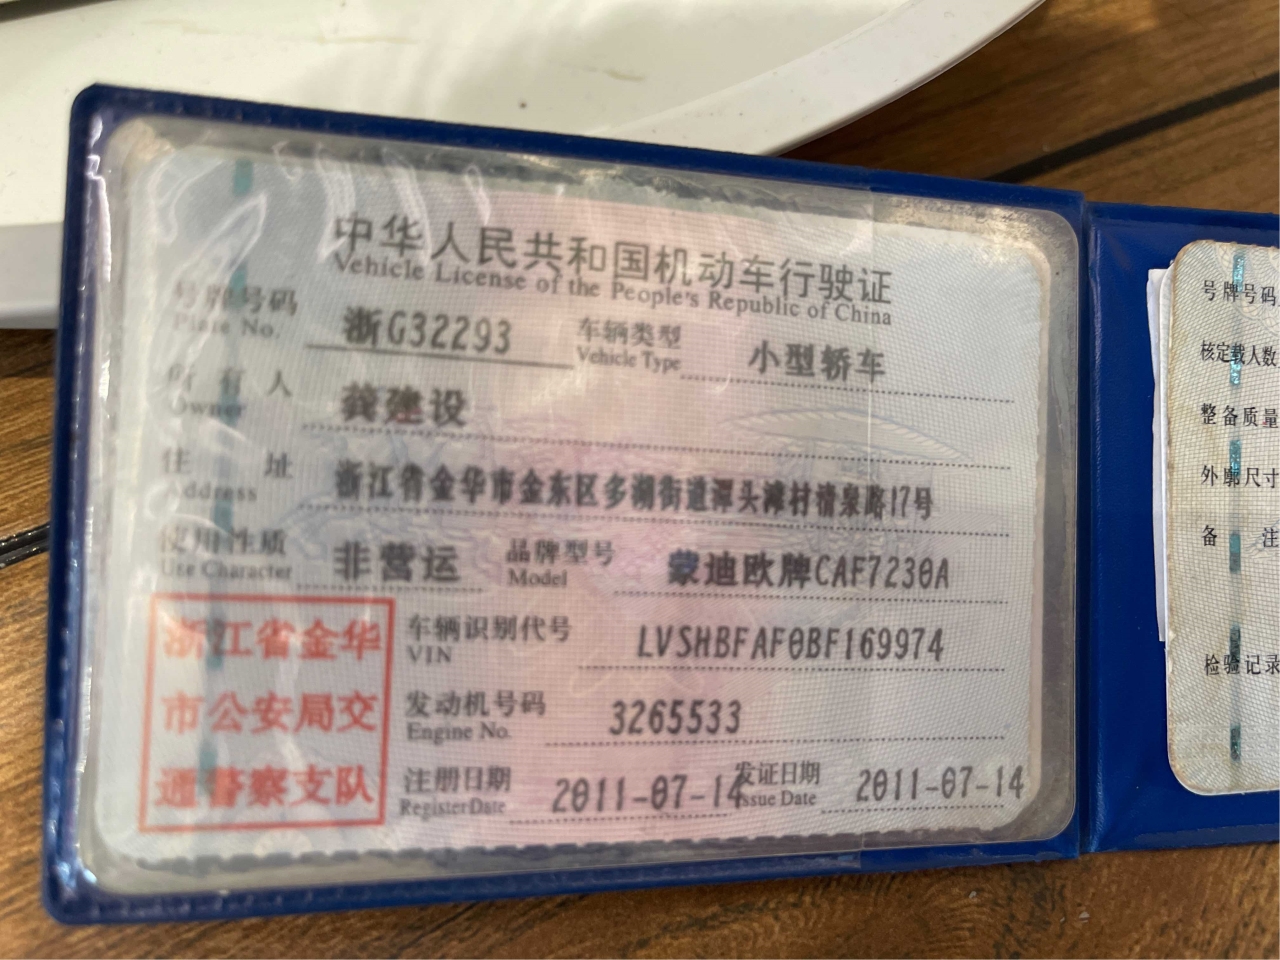 中华人民共和国机动车行驶证
Vehicle License of the People's Republic of China
号牌号码 浙G32293 车辆类型 小型轿车
Plate No. Vehicle Type
所有人 龚建设
Owner
住址 浙江省金华市金东区多湖街道潭头滩村清泉路17号
Address
使用性质 非营运 品牌型号 蒙迪欧牌CAF7230A
Use Character Model
浙江省金华
市公安局交
通警察支队
车辆识别代号 LVSHBFAF0BF169974
VIN
发动机号码 3265533
Engine No.
注册日期 2011-07-14 发证日期 2011-07-14
Register Date Issue Date
号牌号码
核定载人数
整备质量
外廓尺寸
备注
检验记录